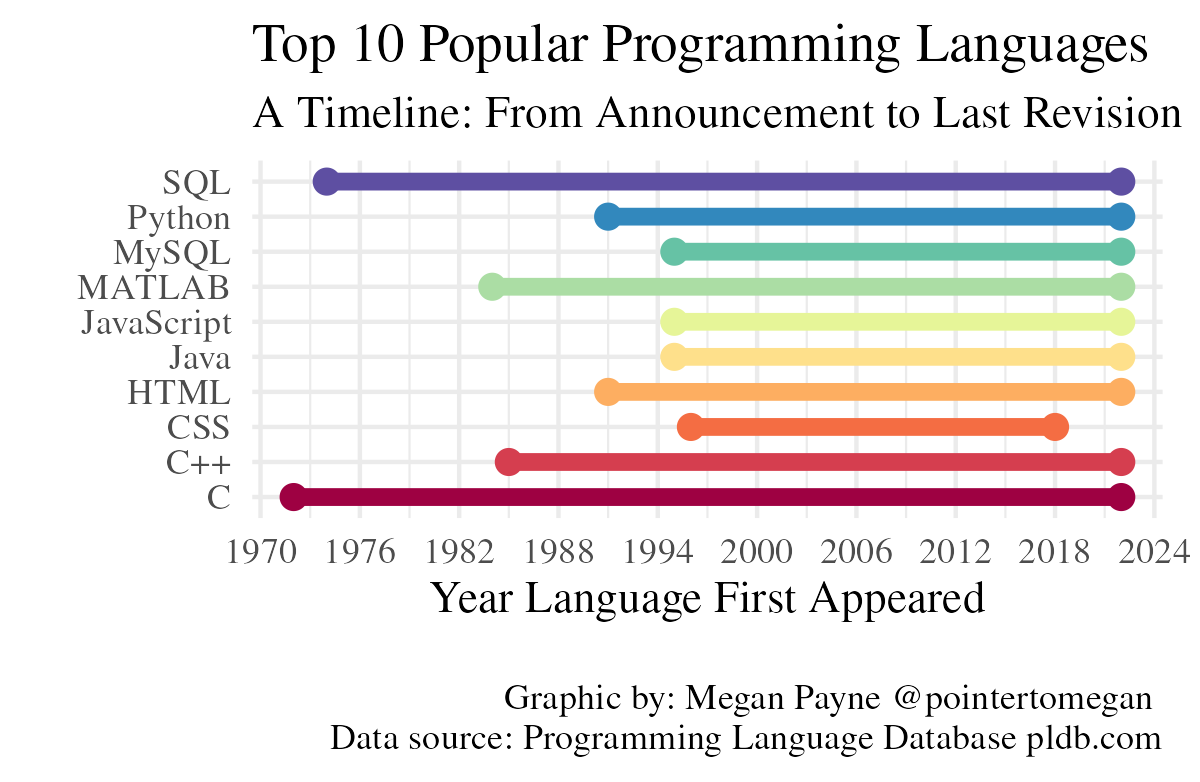 Top 10 Popular Programming Languages
A Timeline: From Announcement to Last Revision
SQL
Python
MySQL
MATLAB
JavaScript
Java
HTML
CSS
C++
C
1970 1976 1982 1988 1994 2000 2006 2012 2018 2024
Year Language First Appeared
Graphic by: Megan Payne @pointertomegan
Data source: Programming Language Database pldb.com